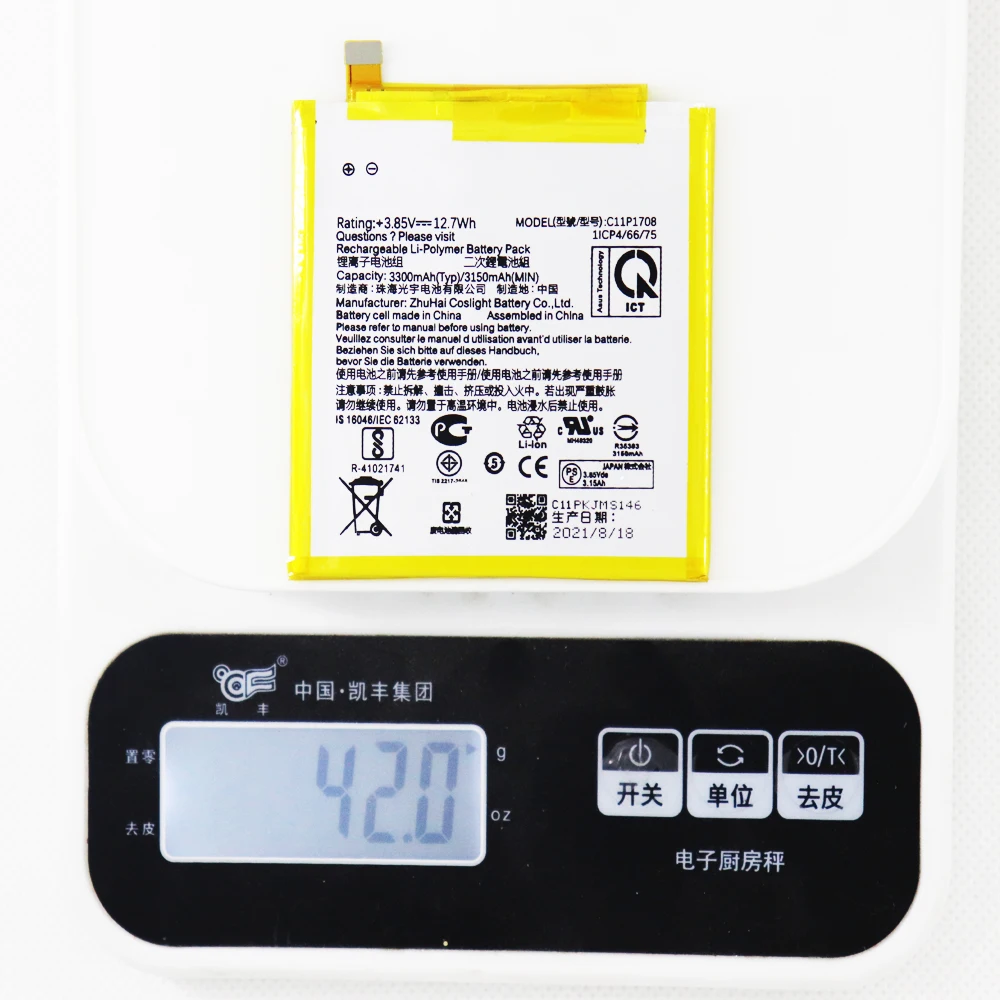 Rating:+3.85V⎓12.7Wh
MODEL(型號/型号):C11P1708
Questions ? Please visit
1ICP4/66/75
Rechargeable Li-Polymer Battery Pack
锂离子电池组 二次鋰電池組
Capacity: 3300mAh(Typ)/3150mAh(MIN)
制造商：珠海光宇电池有限公司 制造地：中国
Manufacturer: ZhuHai Coslight Battery Co.,Ltd.
Battery cell made in China Assembled in China
Asus Technology
ICT
Please refer to manual before using battery.
Veuillez consulter le manuel d utilisation avant'd utiliser la batterie.
Beziehen Sie sich bitte auf dieses Handbuch,
bevor Sie die Batterie verwenden.
使用电池之前请先参考使用手册/使用电池之前请先参考使用手册
注意事项：禁止拆解、撞击、挤压或投入火中。若出现严重鼓胀
请勿继续使用。请勿置于高温环境中。电池浸水后禁止使用。
IS 16046/IEC 62133
R-41021741
Li-ion
c RU us
MH48320
R35383
3150mAh
5
CE
PS
E
JAPAN 株式会社
3.85Vdc
3.15Ah
C11PKJMS146
生产日期：
2021/8/18
凯丰
®
中国·凯丰集团
置零
去皮
42.0
g
oz
开关
单位
>0/T<
去皮
电子厨房秤